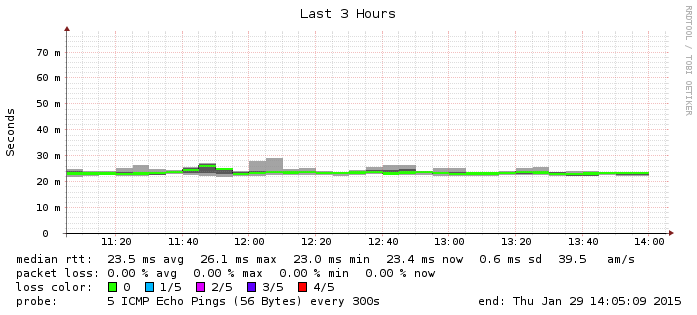 Last 3 Hours
RRDTOOL / TOBI OETIKER
Seconds
70 m
60 m
50 m
40 m
30 m
20 m
10 m
0
11:20 11:40 12:00 12:20 12:40 13:00 13:20 13:40 14:00
median rtt: 23.5 ms avg 26.1 ms max 23.0 ms min 23.4 ms now 0.6 ms sd 39.5 am/s
packet loss: 0.00 % avg 0.00 % max 0.00 % min 0.00 % now
loss color: 0 1/5 2/5 3/5 4/5
probe: 5 ICMP Echo Pings (56 Bytes) every 300s end: Thu Jan 29 14:05:09 2015